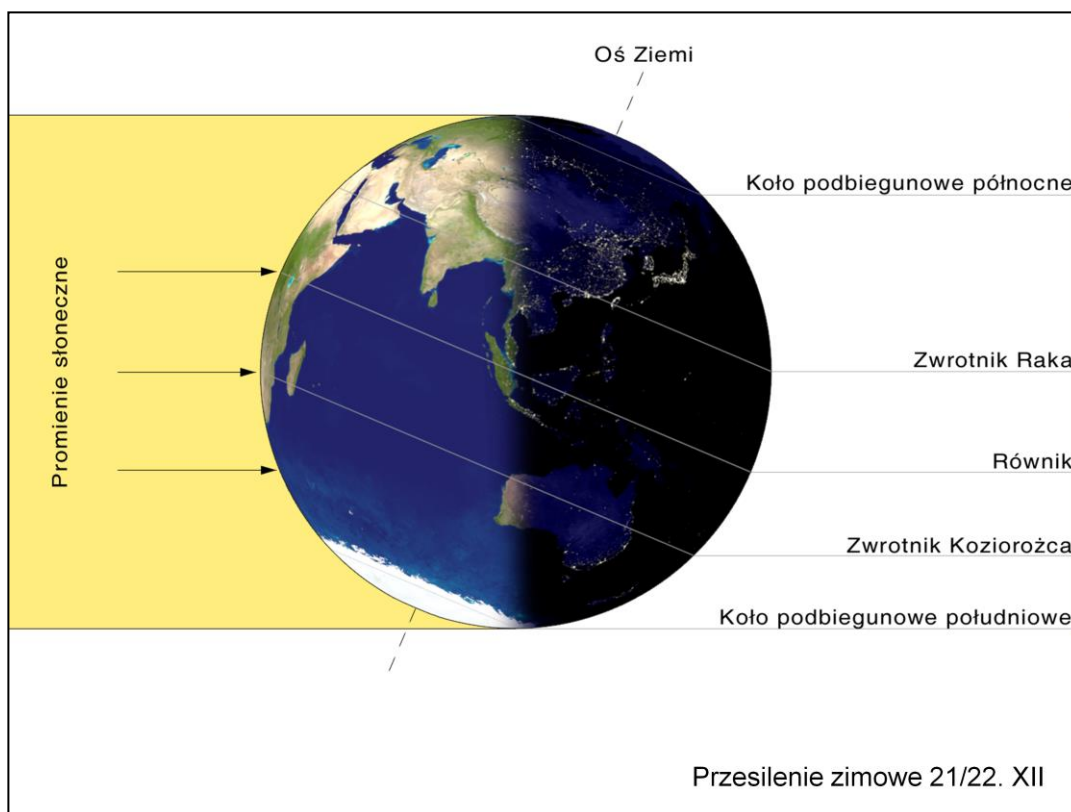 Oś Ziemi
Koło podbiegunowe północne
Promienie słoneczne
Zwrotnik Raka
Równik
Zwrotnik Koziorożca
Koło podbiegunowe południowe
Przesilenie zimowe 21/22. XII